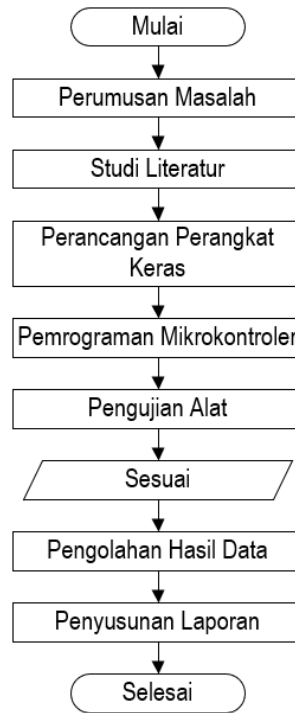 Mulai
Perumusan Masalah
Studi Literatur
Perancangan Perangkat
Keras
Pemrograman Mikrokontroler
Pengujian Alat
Sesuai
Pengolahan Hasil Data
Penyusunan Laporan
Selesai